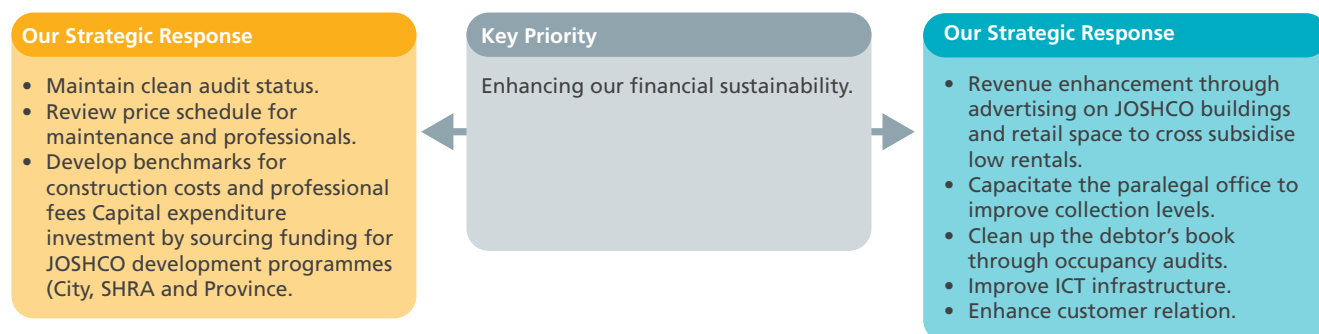 Our Strategic Response
• Maintain clean audit status.
• Review price schedule for
maintenance and professionals.
• Develop benchmarks for
construction costs and professional
fees Capital expenditure
investment by sourcing funding for
JOSHCO development programmes
(City, SHRA and Province.
Key Priority
Enhancing our financial sustainability.
Our Strategic Response
• Revenue enhancement through
advertising on JOSHCO buildings
and retail space to cross subsidise
low rentals.
• Capacitate the paralegal office to
improve collection levels.
• Clean up the debtor's book
through occupancy audits.
• Improve ICT infrastructure.
• Enhance customer relation.